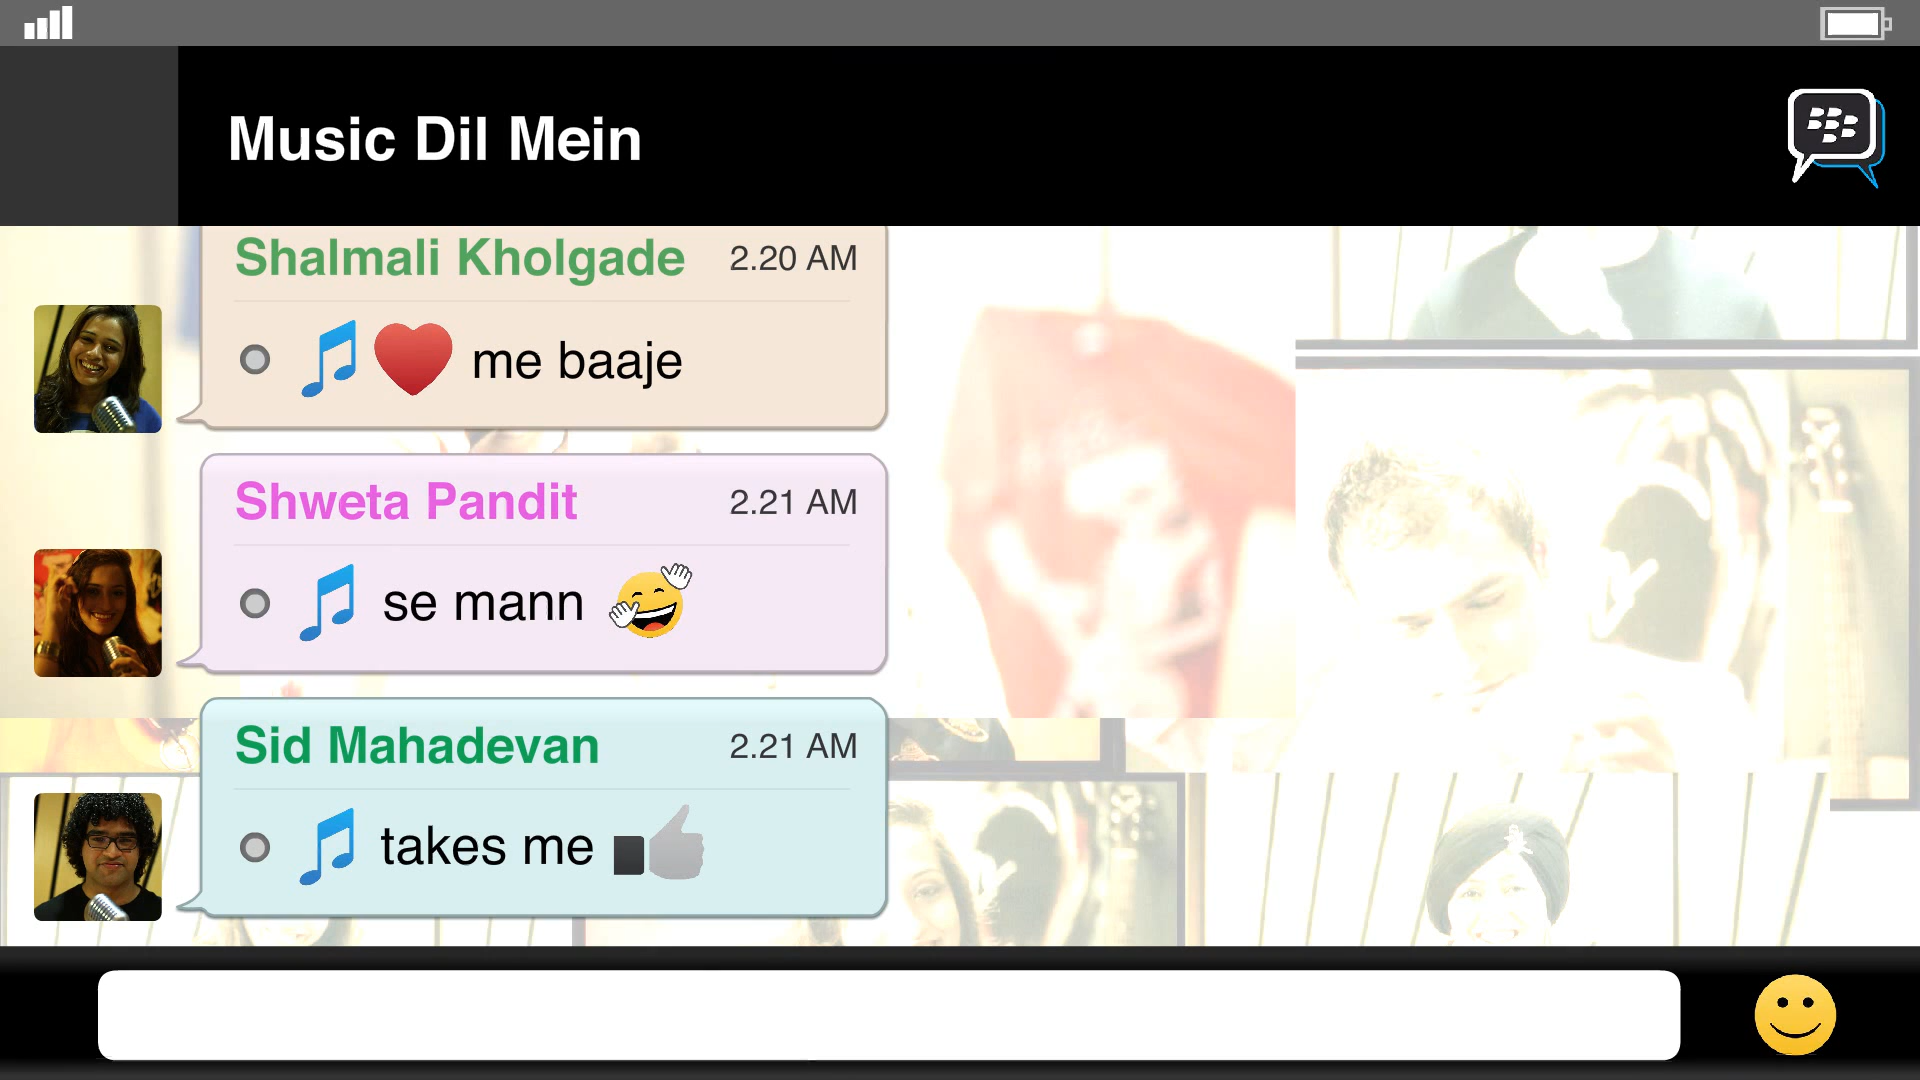 Music Dil Mein
Shalmali Kholgade 2.20 AM
🎵❤️ me baaje
Shweta Pandit 2.21 AM
🎵 se mann 🤗
Sid Mahadevan 2.21 AM
🎵 takes me 👍